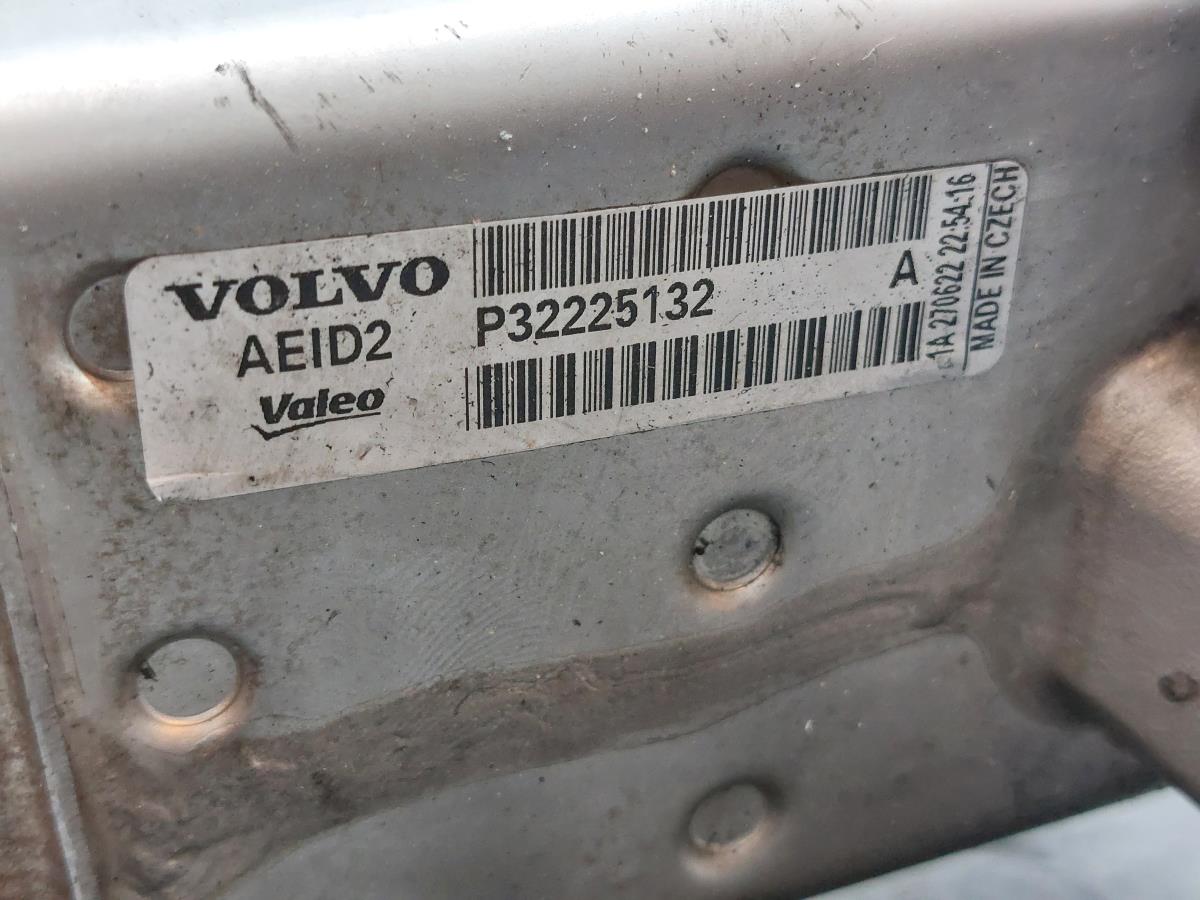 VOLVO
AEID2
Valeo
P32225132
A
1A 270622 22:54:16
MADE IN CZECH